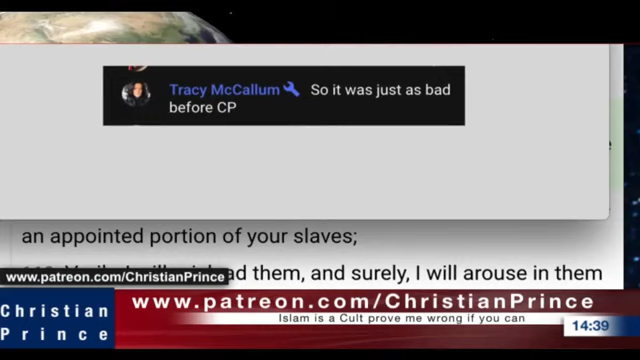 Tracy McCallum So it was just as bad
before CP
an appointed portion of your slaves;
them, and surely, I will arouse in them
www.patreon.com/ChristianPrince
www.patreon.com/ChristianPrince
Christian
Prince
Islam is a Cult prove me wrong if you can
14:39